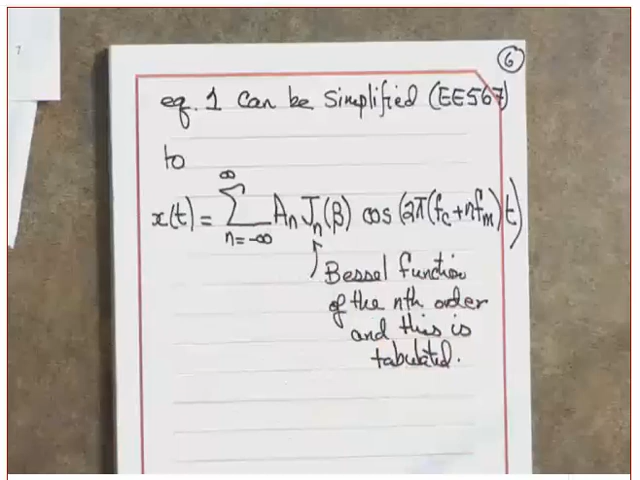 7
6
eq. 1 can be simplified (EE567)
to
x(t) = ∑_{n=-∞}^{∞} A_n J_n(β) cos(2π(f_c+nf_m)t)
Bessel function
of the nth order
and this is
tabulated.